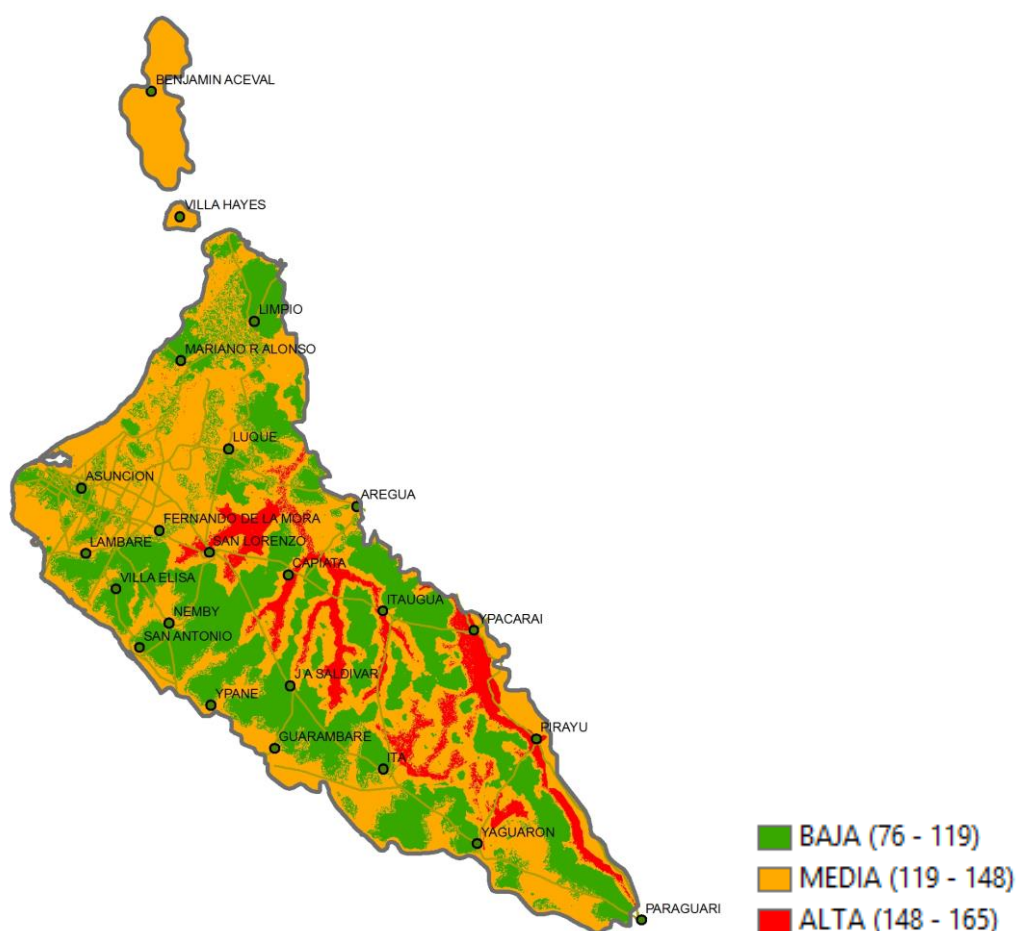 BENJAMIN ACEVAL
VILLA HAYES
LIMPIO
MARIANO R ALONSO
LUQUE
ASUNCION
AREGUA
FERNANDO DE LA MORA
LAMBARE
SAN LORENZO
CAPIATA
VILLA ELISA
ITAUGUA
NEMBY
YPACARAI
SAN ANTONIO
J A SALDIVAR
YPANE
PIRAYU
GUARAMBARE
ITA
YAGUARON
PARAGUARI
BAJA (76 - 119)
MEDIA (119 - 148)
ALTA (148 - 165)